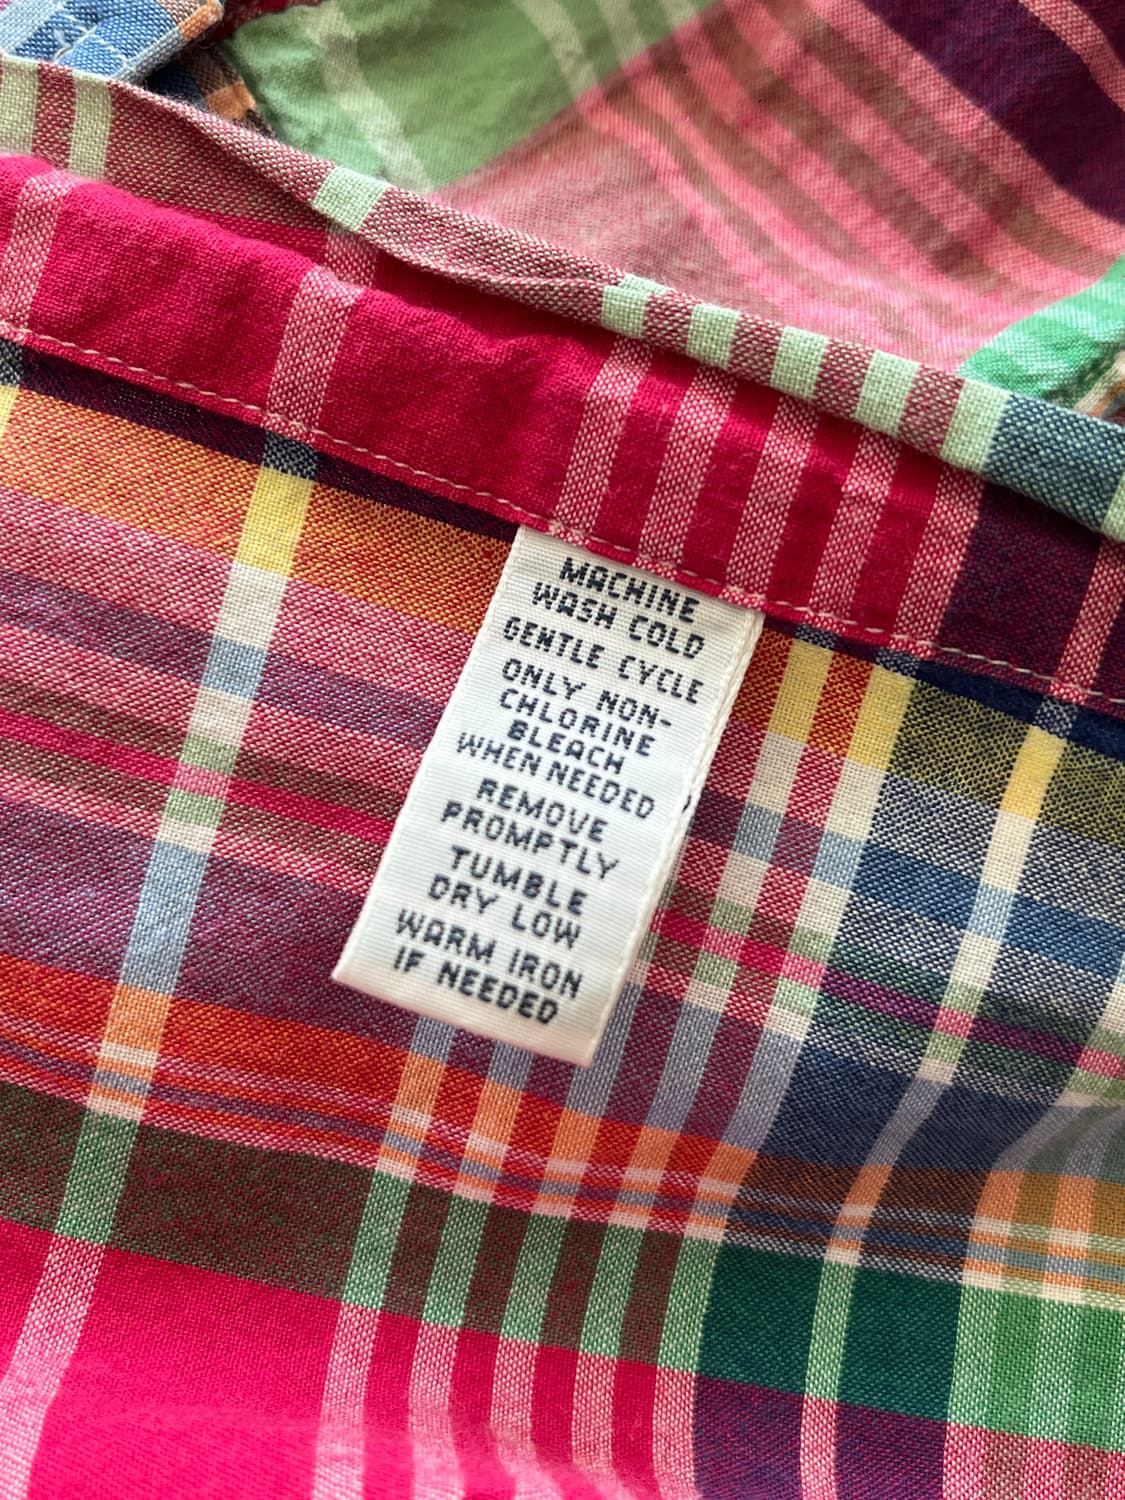 MACHINE
WASH COLD
GENTLE CYCLE
ONLY NON-
CHLORINE
BLEACH
WHEN NEEDED
REMOVE
PROMPTLY
TUMBLE
DRY LOW
WARM IRON
IF NEEDED